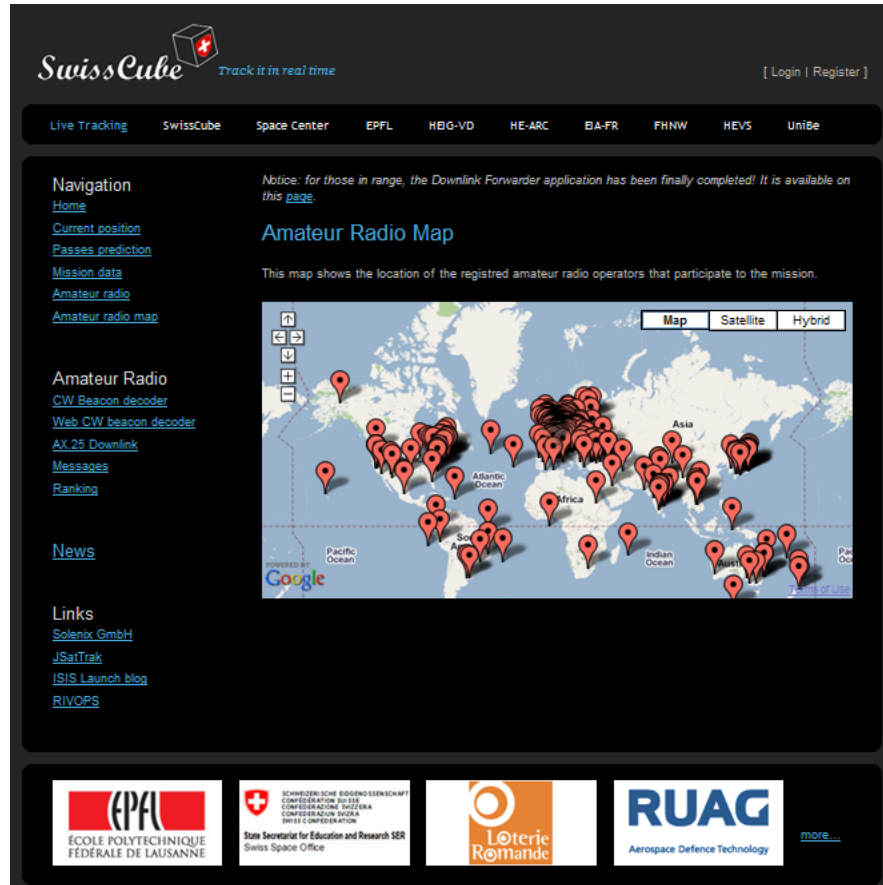 SwissCube
Track it in real time
[ Login | Register ]
Live Tracking SwissCube Space Center EPFL HEIG-VD HE-ARC EIA-FR FHNW HEVS UniBe
Navigation
Home
Current position
Passes prediction
Mission data
Amateur radio
Amateur radio map
Amateur Radio
CW Beacon decoder
Web CW beacon decoder
AX.25 Downlink
Messages
Ranking
News
Links
Solenix GmbH
JSatTrak
ISIS Launch blog
RIVOPS
Notice: for those in range, the Downlink Forwarder application has been finally completed! It is available on
this page.
Amateur Radio Map
This map shows the location of the registred amateur radio operators that participate to the mission.
Map Satellite Hybrid
Asia
Atlantic
Ocean
Africa
Pacific
Ocean
Indian
Ocean
POWERED BY
Google
Terms of Use
EPFL
ÉCOLE POLYTECHNIQUE
FÉDÉRALE DE LAUSANNE
SCHWEIZERISCHE EIDGENOSSENSCHAFT
CONFÉDÉRATION SUISSE
CONFEDERAZIONE SVIZZERA
CONFEDERAZIUN SVIZRA
SWISS CONFEDERATION
State Secretariat for Education and Research SER
Swiss Space Office
Loterie
Romande
RUAG
Aerospace Defence Technology
more...